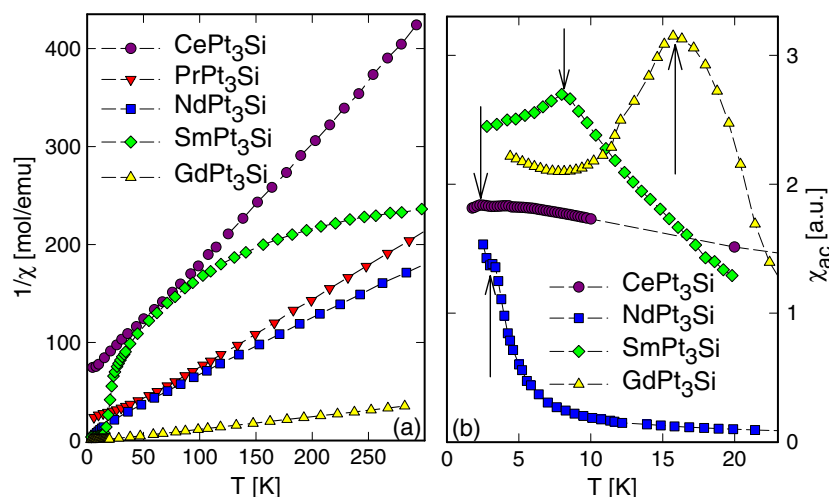 400
300
200
100
0
1/χ [mol/emu]
CePt₃Si
PrPt₃Si
NdPt₃Si
SmPt₃Si
GdPt₃Si
(a)
0 50 100 150 200 250
T [K]
CePt₃Si
NdPt₃Si
SmPt₃Si
GdPt₃Si
(b)
0 5 10 15 20
T [K]
3
2
1
0
χac [a.u.]